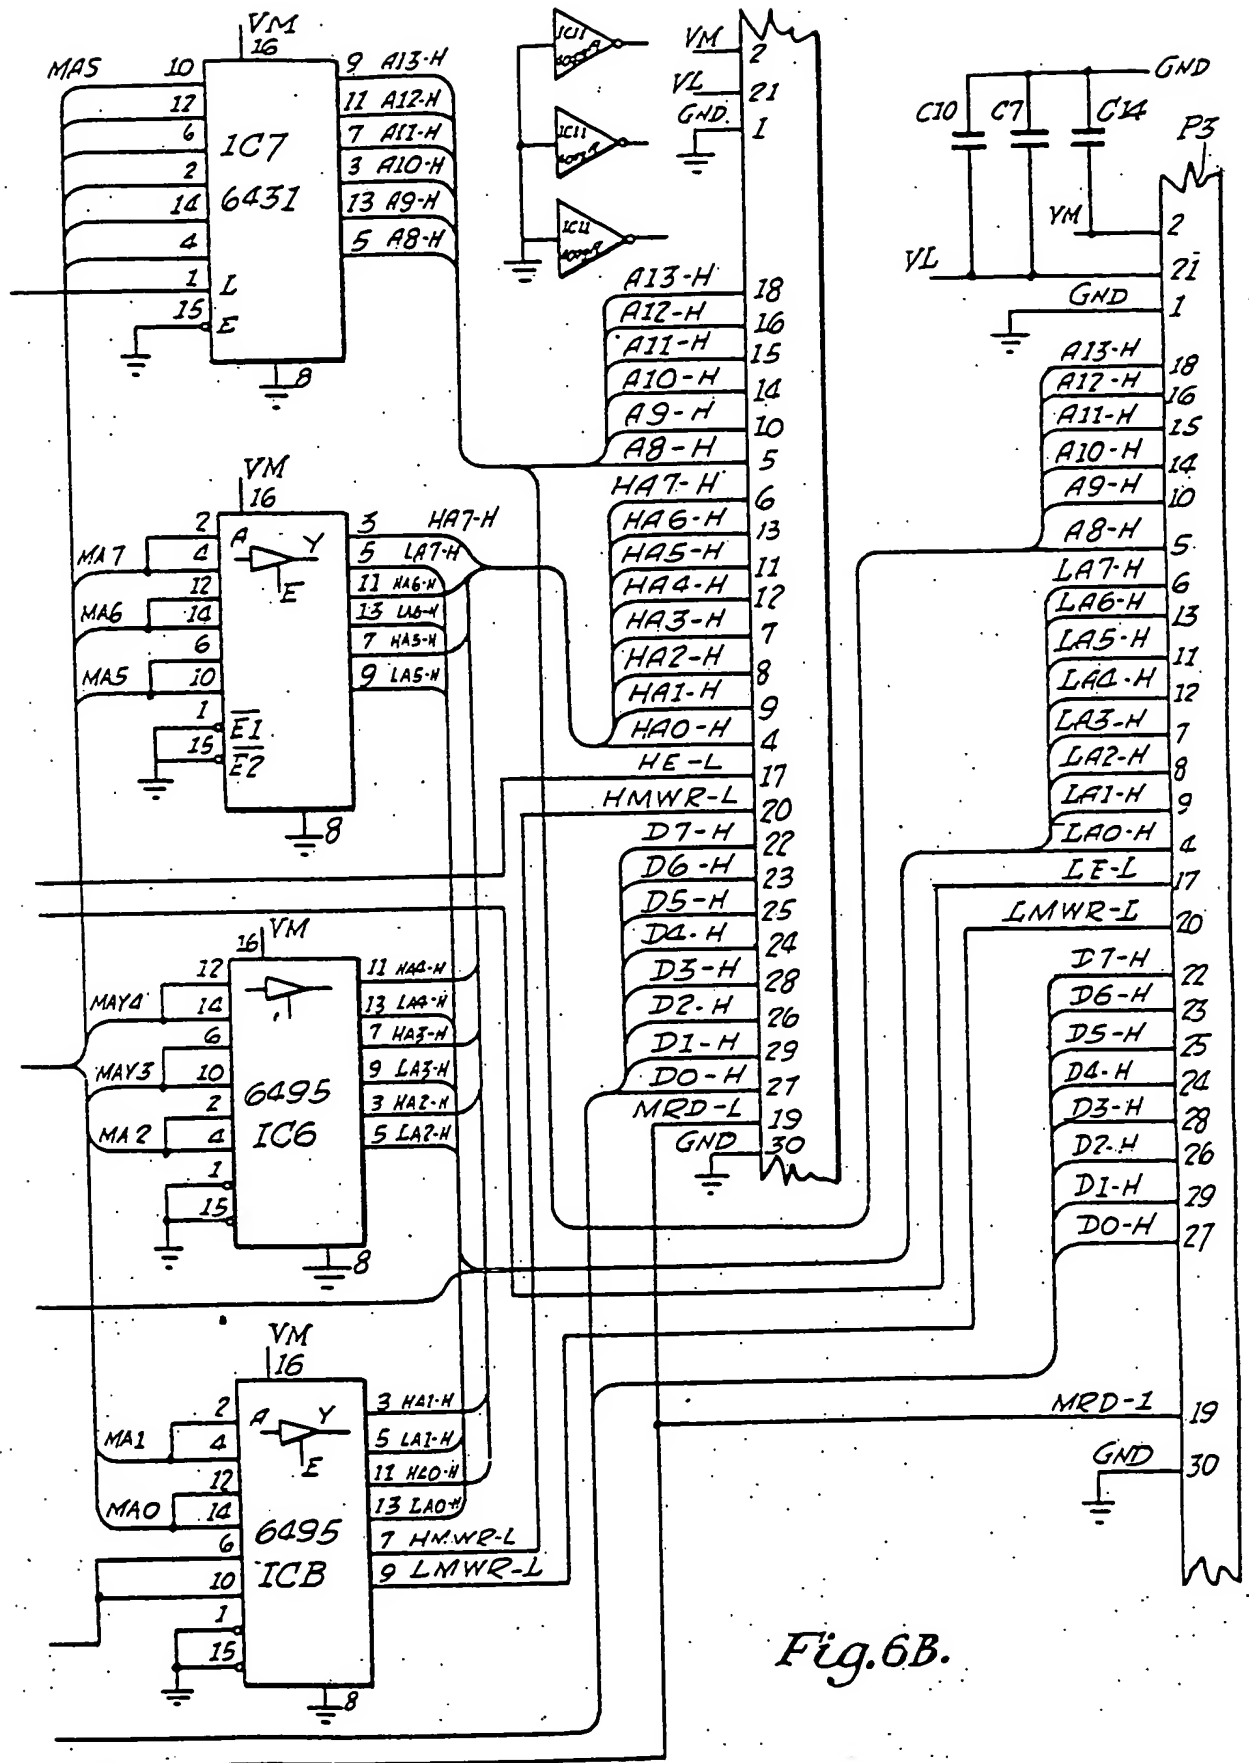 VM
16
MA5
10
12
6
2
14
4
1 L
15 E
1C7
6431
9 A13-H
11 A12-H
7 A11-H
3 A10-H
13 A9-H
5 A8-H
8
IC11
IC11
VM 2
VL 21
GND. 1
A13-H 18
A12-H 16
A11-H 15
A10-H 14
A9-H 10
A8-H 5
HA7-H 6
HA6-H 13
HA5-H 11
HA4-H 12
HA3-H 7
HA2-H 8
HA1-H 9
HA0-H 4
HE-L 17
HMWR-L 20
D7-H 22
D6-H 23
D5-H 25
D4-H 24
D3-H 28
D2-H 26
D1-H 29
D0-H 27
MRD-L 19
GND 30
C10 C7 C14 GND
P3
VM 2
VL 21
GND 1
A13-H 18
A12-H 16
A11-H 15
A10-H 14
A9-H 10
A8-H 5
LA7-H 6
LA6-H 13
LA5-H 11
LA4-H 12
LA3-H 7
LA2-H 8
LA1-H 9
LA0-H 4
LE-L 17
LMWR-L 20
D7-H 22
D6-H 23
D5-H 25
D4-H 24
D3-H 28
D2-H 26
D1-H 29
D0-H 27
MRD-1 19
GND 30
VM
16
MA7 2
4
MA6 12
14
MA5 6
10
1 E1
15 E2
A Y
E
3 HA7-H
5 LA7-H
11 HA6-H
13 LA6-H
7 HA5-H
9 LA5-H
8
VM
16
MAY4 12
14
MAY3 6
10
MA2 2
4
1
15
6495
IC6
11 HA4-H
13 LA4-H
7 HA3-H
9 LA3-H
3 HA2-H
5 LA2-H
8
VM
16
MA1 2
4
MA0 12
14
6
10
1
15
A Y
E
6495
ICB
3 HA1-H
5 LA1-H
11 HA0-H
13 LA0-H
7 HMWR-L
9 LMWR-L
8
Fig.6B.